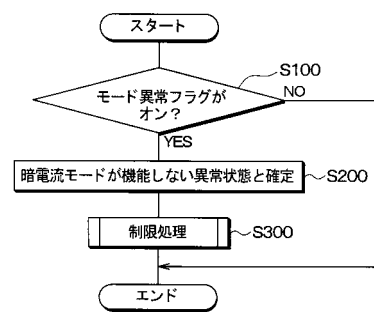 スタート
S100
モード異常フラグが
オン？
NO
YES
暗電流モードが機能しない異常状態と確定
S200
制限処理
S300
エンド